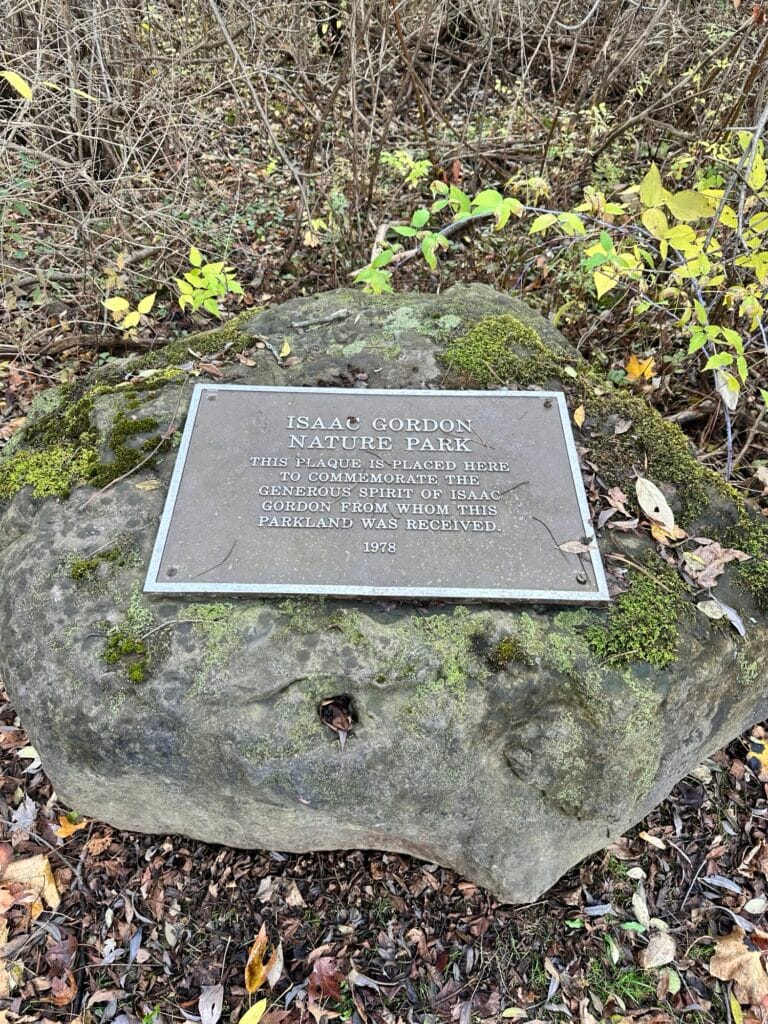 ISAAC GORDON
NATURE PARK
THIS PLAQUE IS PLACED HERE
TO COMMEMORATE THE
GENEROUS SPIRIT OF ISAAC
GORDON FROM WHOM THIS
PARKLAND WAS RECEIVED.
1978